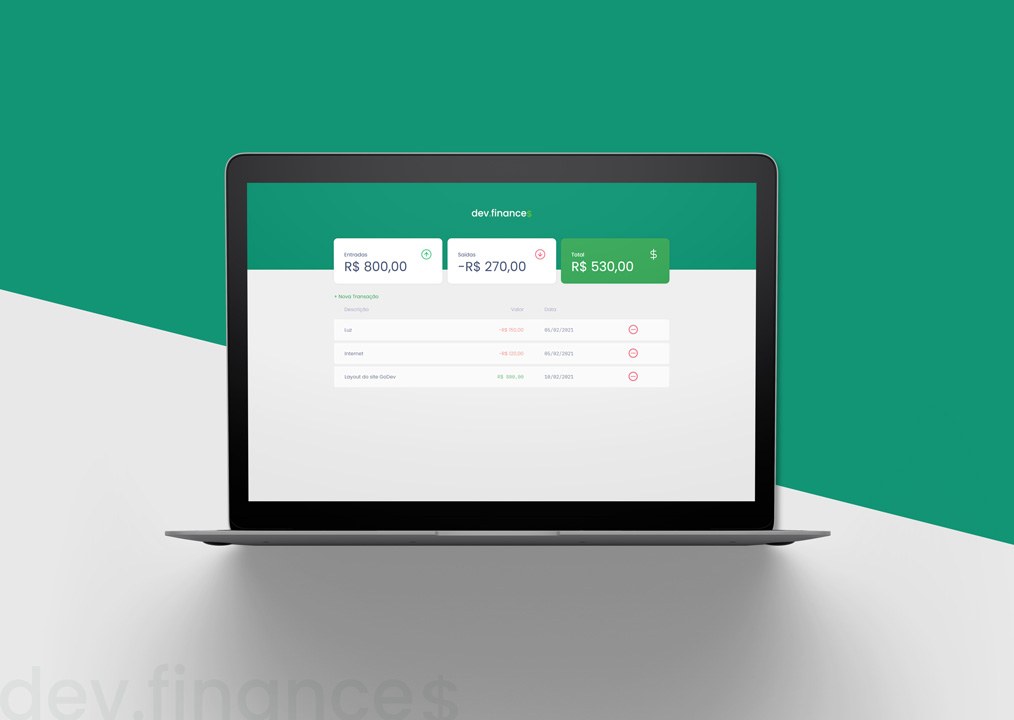 dev.finance$
Entradas
R$ 800,00
Saídas
-R$ 270,00
Total
$
R$ 530,00
+ Nova Transação
Descrição Valor Data
Luz -R$ 150,00 05/02/2021
Internet -R$ 120,00 05/02/2021
Layout do site GoDev R$ 800,00 10/02/2021
dev.finance$